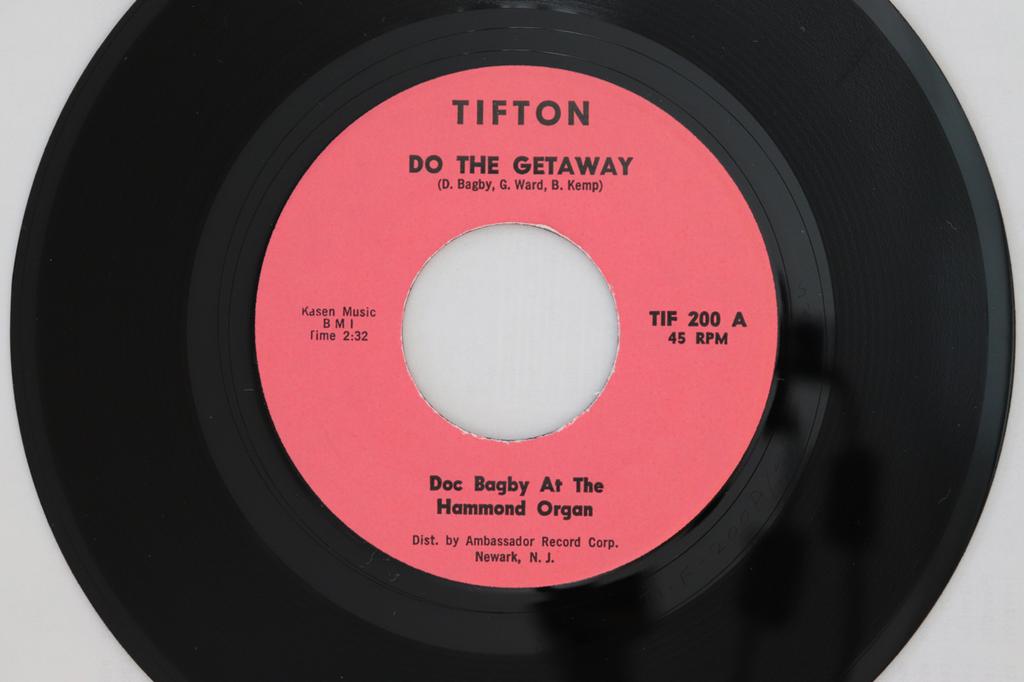 TIFTON
DO THE GETAWAY
(D. Bagby, G. Ward, B. Kemp)
Kasen Music
B M I
Time 2:32
TIF 200 A
45 RPM
Doc Bagby At The
Hammond Organ
Dist. by Ambassador Record Corp.
Newark, N. J.